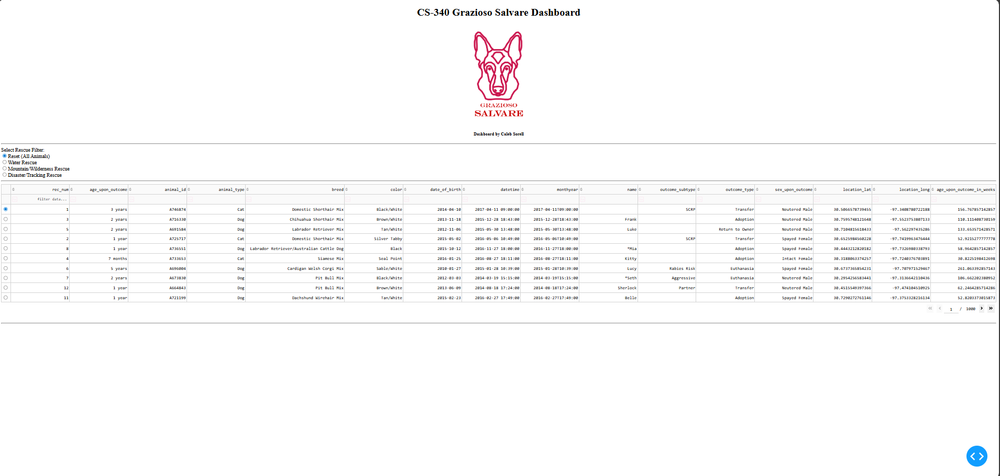 CS-340 Grazioso Salvare Dashboard
GRAZIOSO
SALVARE
Dashboard by Caleb Sorell
Select Rescue Filter:
Reset (All Animals)
Water Rescue
Mountain/Wilderness Rescue
Disaster/Tracking Rescue
rec_num age_upon_outcome animal_id animal_type breed color date_of_birth datetime monthyear name outcome_subtype outcome_type sex_upon_outcome location_lat location_long age_upon_outcome_in_weeks
filter data...
1 3 years A746874 Cat Domestic Shorthair Mix Black/White 2014-04-10 2017-04-11 09:00:00 2017-04-11T09:00:00 SCRP Transfer Neutered Male 30.5066578739455 -97.3408780722188 156.767857142857
3 2 years A716330 Dog Chihuahua Shorthair Mix Brown/White 2013-11-18 2015-12-28 18:43:00 2015-12-28T18:43:00 Frank Adoption Neutered Male 30.7595748121648 -97.5523753807133 110.111408730159
5 2 years A691584 Dog Labrador Retriever Mix Tan/White 2012-11-06 2015-05-30 13:48:00 2015-05-30T13:48:00 Luke Return to Owner Neutered Male 30.7104815618433 -97.562297435286 133.653571428571
2 1 year A725717 Cat Domestic Shorthair Mix Silver Tabby 2015-05-02 2016-05-06 10:49:00 2016-05-06T10:49:00 SCRP Transfer Spayed Female 30.6525984560228 -97.7419963476444 52.9215277777778
8 1 year A736551 Dog Labrador Retriever/Australian Cattle Dog Black 2015-10-12 2016-11-27 18:00:00 2016-11-27T18:00:00 *Mia Adoption Spayed Female 30.4443212820182 -97.7326980338793 58.9642857142857
4 7 months A733653 Cat Siamese Mix Seal Point 2016-01-25 2016-08-27 18:11:00 2016-08-27T18:11:00 Kitty Adoption Intact Female 30.3188063374257 -97.7240376703891 30.8225198412698
6 5 years A696004 Dog Cardigan Welsh Corgi Mix Sable/White 2010-01-27 2015-01-28 10:39:00 2015-01-28T10:39:00 Lucy Rabies Risk Euthanasia Spayed Female 30.6737365854231 -97.707971529467 261.063392857143
7 2 years A673830 Dog Pit Bull Mix Black/White 2012-03-03 2014-03-19 15:15:00 2014-03-19T15:15:00 *Seth Aggressive Euthanasia Neutered Male 30.2954256583441 -97.3136642110436 106.662202380952
12 1 year A664843 Dog Pit Bull Mix Brown/White 2013-06-09 2014-08-18 17:24:00 2014-08-18T17:24:00 Sherlock Partner Transfer Neutered Male 30.4515549397366 -97.474104510925 62.2464285714286
11 1 year A721199 Dog Dachshund Wirehair Mix Tan/White 2015-02-23 2016-02-27 17:49:00 2016-02-27T17:49:00 Belle Adoption Spayed Female 30.7290272761146 -97.3753328216134 52.8203373015873
1 / 1000